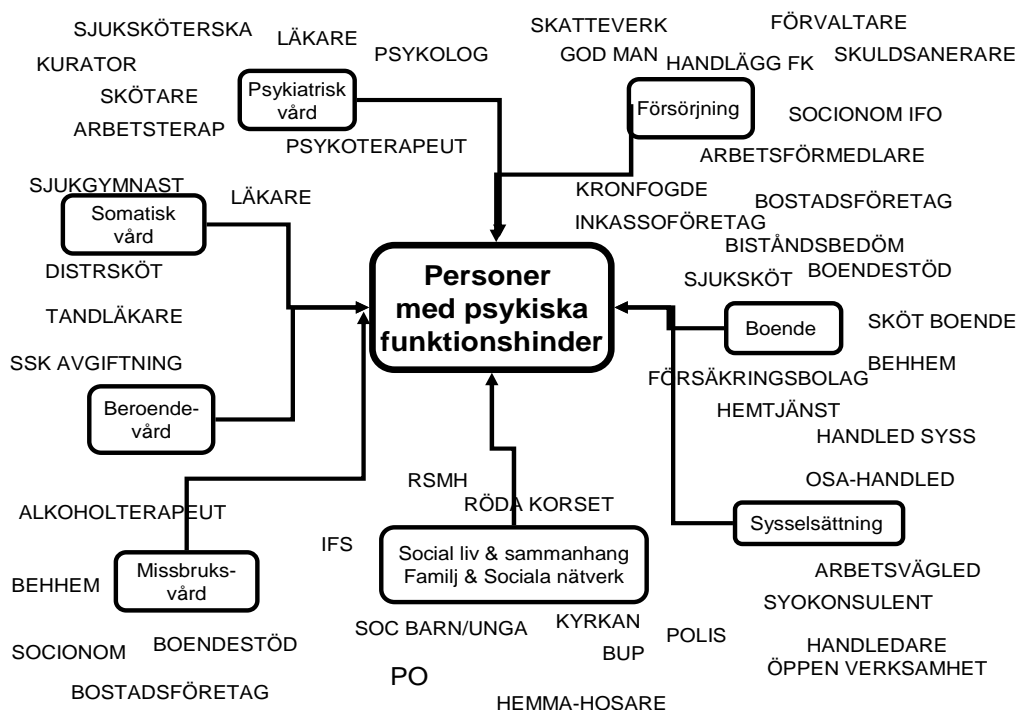 SJUKSKÖTERSKA
LÄKARE
PSYKOLOG
KURATOR
SKÖTARE
ARBETSTERAP
Psykiatrisk
vård
PSYKOTERAPEUT
SKATTEVERK
GOD MAN
FÖRVALTARE
HANDLÄGG FK
SKULDSANERARE
Försörjning
SOCIONOM IFO
ARBETSFÖRMEDLARE
KRONFOGDE
INKASSOFÖRETAG
SJUKGYMNAST
LÄKARE
Somatisk
vård
DISTRSKÖT
TANDLÄKARE
Personer
med psykiska
funktionshinder
BOSTADSFÖRETAG
BISTÅNDSBEDÖM
SJUKSKÖT
BOENDESTÖD
Boende
SKÖT BOENDE
BEHHEM
FÖRSÄKRINGSBOLAG
HEMTJÄNST
SSK AVGIFTNING
Beroende-
vård
HANDLED SYSS
OSA-HANDLED
Sysselsättning
ARBETSVÄGLED
SYOKONSULENT
HANDLEDARE
ÖPPEN VERKSAMHET
ALKOHOLTERAPEUT
Missbruks-
vård
BEHHEM
SOCIONOM
BOENDESTÖD
BOSTADSFÖRETAG
RSMH
RÖDA KORSET
IFS
Social liv & sammanhang
Familj & Sociala nätverk
SOC BARN/UNGA
KYRKAN
BUP
POLIS
PO
HEMMA-HOSARE